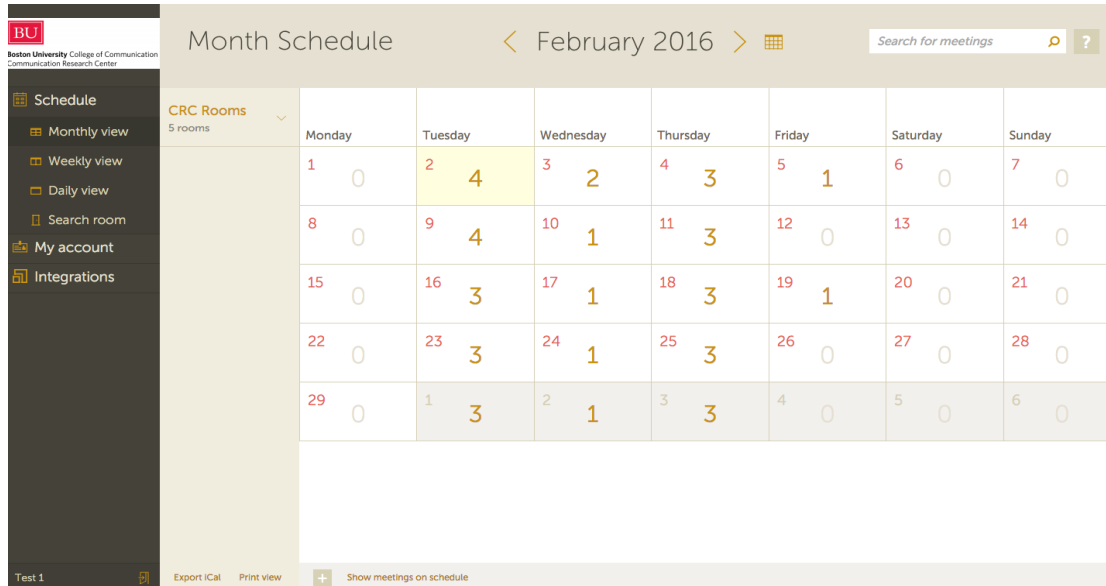 BU
Boston University College of Communication
Communication Research Center
Month Schedule
February 2016
Search for meetings
?
Schedule
Monthly view
Weekly view
Daily view
Search room
My account
Integrations
CRC Rooms
5 rooms
Monday Tuesday Wednesday Thursday Friday Saturday Sunday
1 0 2 4 3 2 4 3 5 1 6 0 7 0
8 0 9 4 10 1 11 3 12 0 13 0 14 0
15 0 16 3 17 1 18 3 19 1 20 0 21 0
22 0 23 3 24 1 25 3 26 0 27 0 28 0
29 0 1 3 2 1 3 3 4 0 5 0 6 0
Test 1
Export iCal Print view
+ Show meetings on schedule